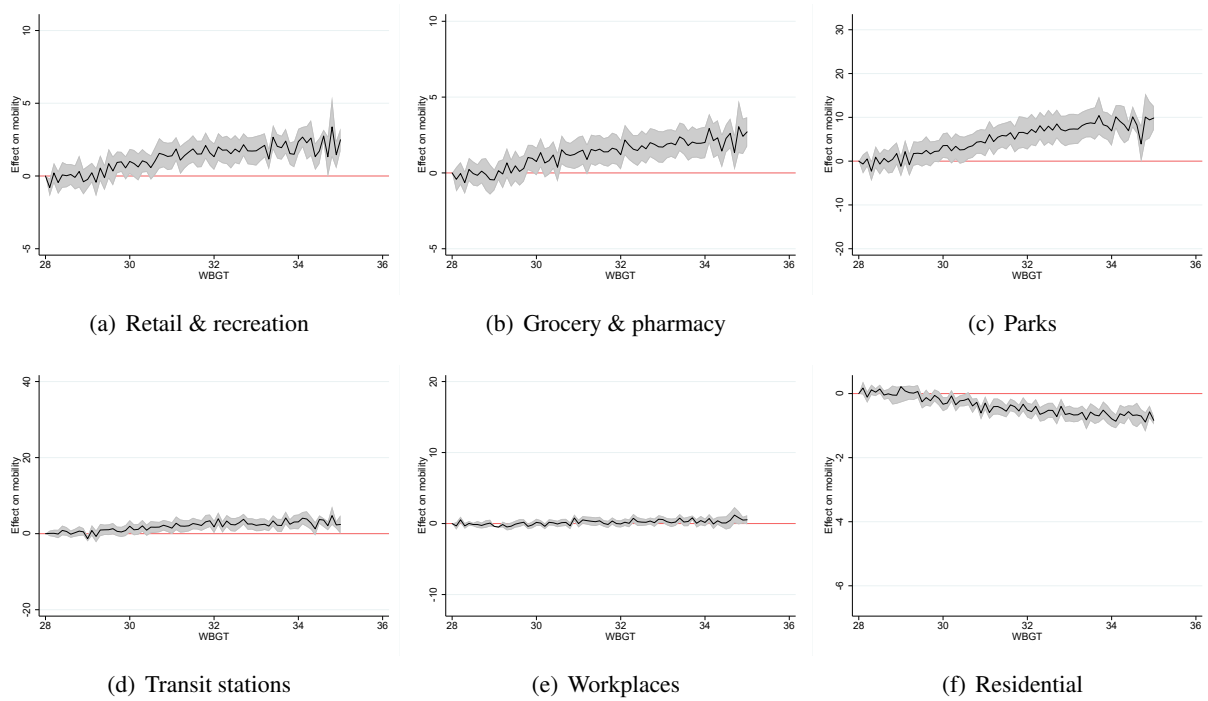 Effect on mobility
10
5
0
-5
28 30 32 34 36
WBGT
(a) Retail & recreation
Effect on mobility
10
5
0
-5
28 30 32 34 36
WBGT
(b) Grocery & pharmacy
Effect on mobility
30
20
10
0
-10
-20
28 30 32 34 36
WBGT
(c) Parks
Effect on mobility
40
20
0
-20
28 30 32 34 36
WBGT
(d) Transit stations
Effect on mobility
20
10
0
-10
28 30 32 34 36
WBGT
(e) Workplaces
Effect on mobility
0
-2
-4
-6
28 30 32 34 36
WBGT
(f) Residential